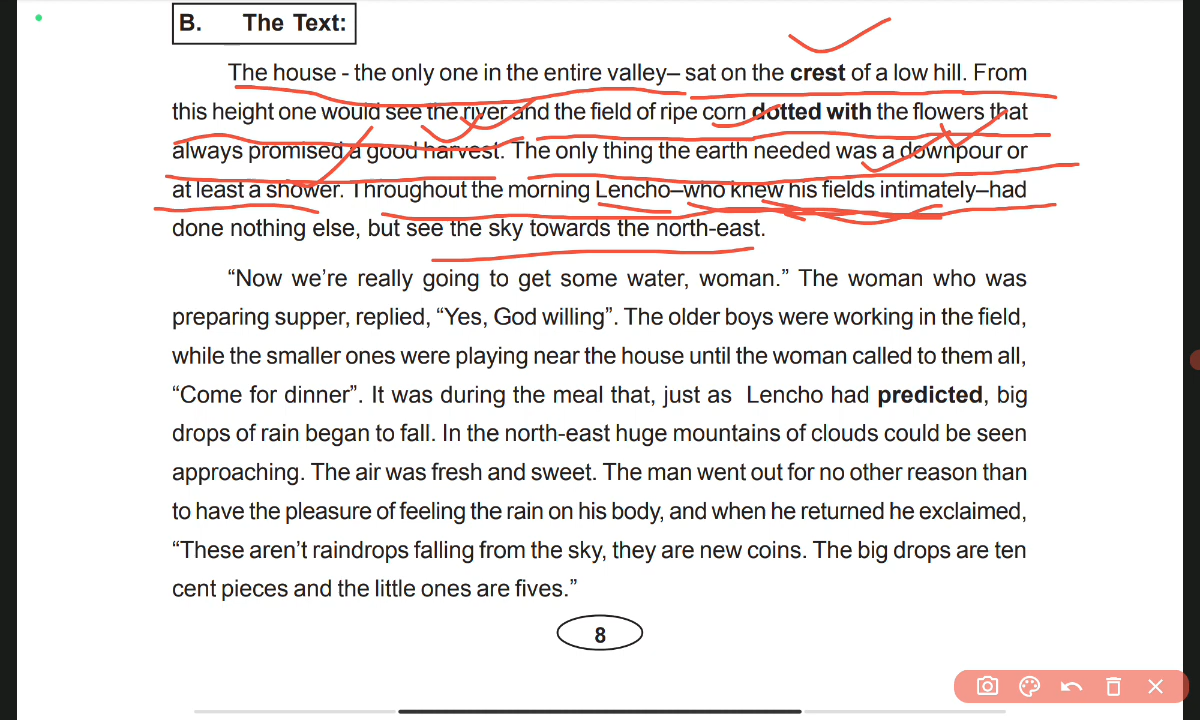 B. The Text:
The house - the only one in the entire valley– sat on the crest of a low hill. From
this height one would see the river and the field of ripe corn dotted with the flowers that
always promised a good harvest. The only thing the earth needed was a downpour or
at least a shower. Throughout the morning Lencho–who knew his fields intimately–had
done nothing else, but see the sky towards the north-east.
“Now we’re really going to get some water, woman.” The woman who was
preparing supper, replied, “Yes, God willing”. The older boys were working in the field,
while the smaller ones were playing near the house until the woman called to them all,
“Come for dinner”. It was during the meal that, just as Lencho had predicted, big
drops of rain began to fall. In the north-east huge mountains of clouds could be seen
approaching. The air was fresh and sweet. The man went out for no other reason than
to have the pleasure of feeling the rain on his body, and when he returned he exclaimed,
“These aren’t raindrops falling from the sky, they are new coins. The big drops are ten
cent pieces and the little ones are fives.”
8